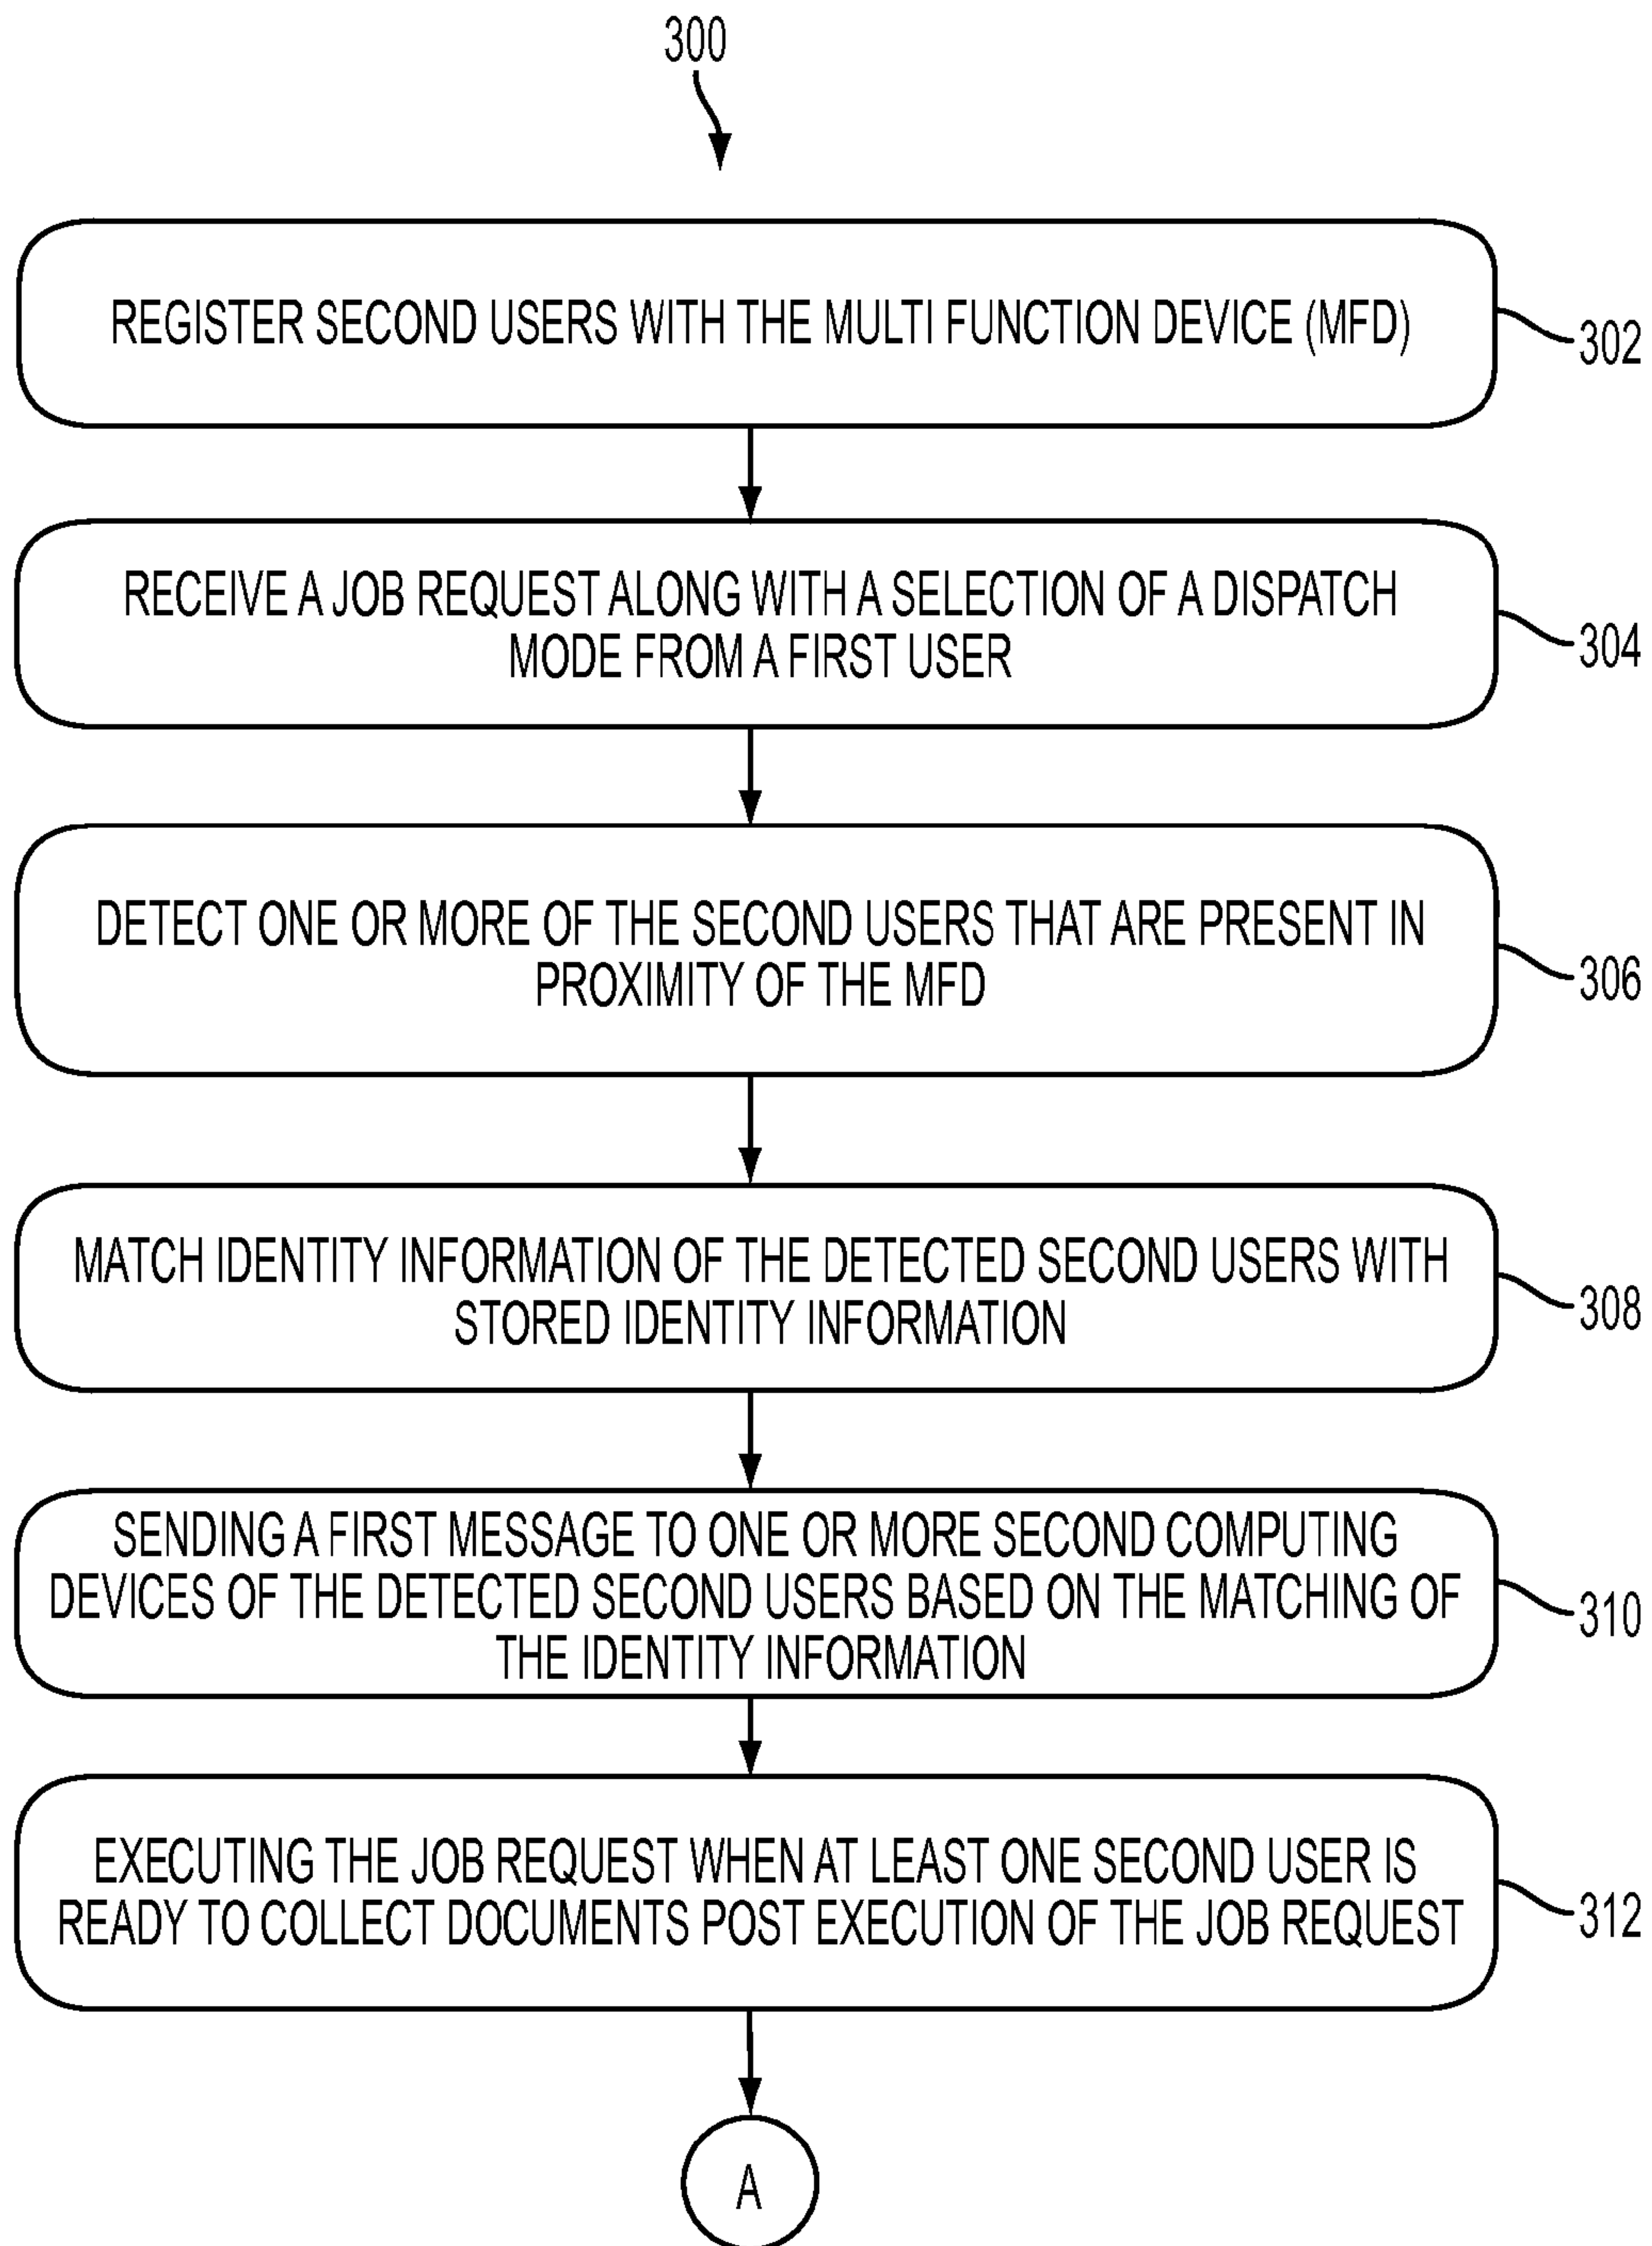 300
REGISTER SECOND USERS WITH THE MULTI FUNCTION DEVICE (MFD)
302
RECEIVE A JOB REQUEST ALONG WITH A SELECTION OF A DISPATCH
MODE FROM A FIRST USER
304
DETECT ONE OR MORE OF THE SECOND USERS THAT ARE PRESENT IN
PROXIMITY OF THE MFD
306
MATCH IDENTITY INFORMATION OF THE DETECTED SECOND USERS WITH
STORED IDENTITY INFORMATION
308
SENDING A FIRST MESSAGE TO ONE OR MORE SECOND COMPUTING
DEVICES OF THE DETECTED SECOND USERS BASED ON THE MATCHING OF
THE IDENTITY INFORMATION
310
EXECUTING THE JOB REQUEST WHEN AT LEAST ONE SECOND USER IS
READY TO COLLECT DOCUMENTS POST EXECUTION OF THE JOB REQUEST
312
A